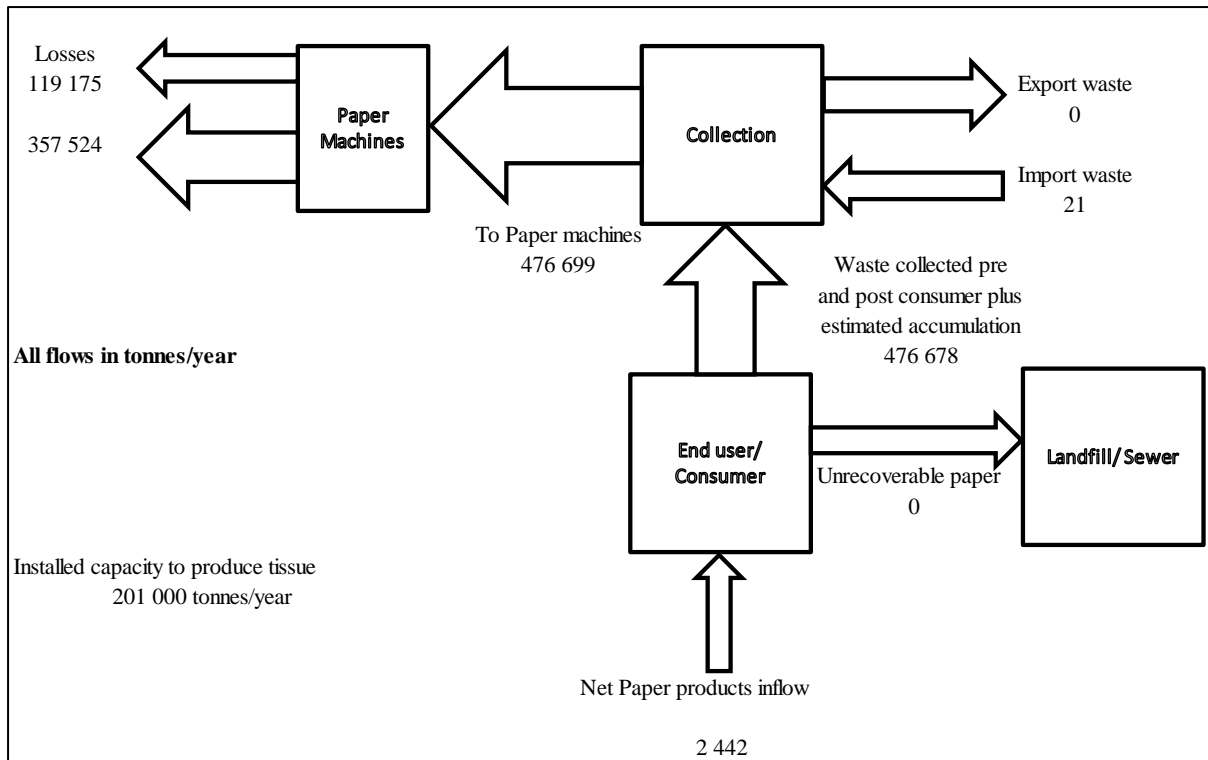 Losses
119 175
357 524
Paper
Machines
Collection
Export waste
0
Import waste
21
To Paper machines
476 699
Waste collected pre
and post consumer plus
estimated accumulation
476 678
All flows in tonnes/year
End user/
Consumer
Unrecoverable paper
0
Landfill/ Sewer
Installed capacity to produce tissue
201 000 tonnes/year
Net Paper products inflow
2 442